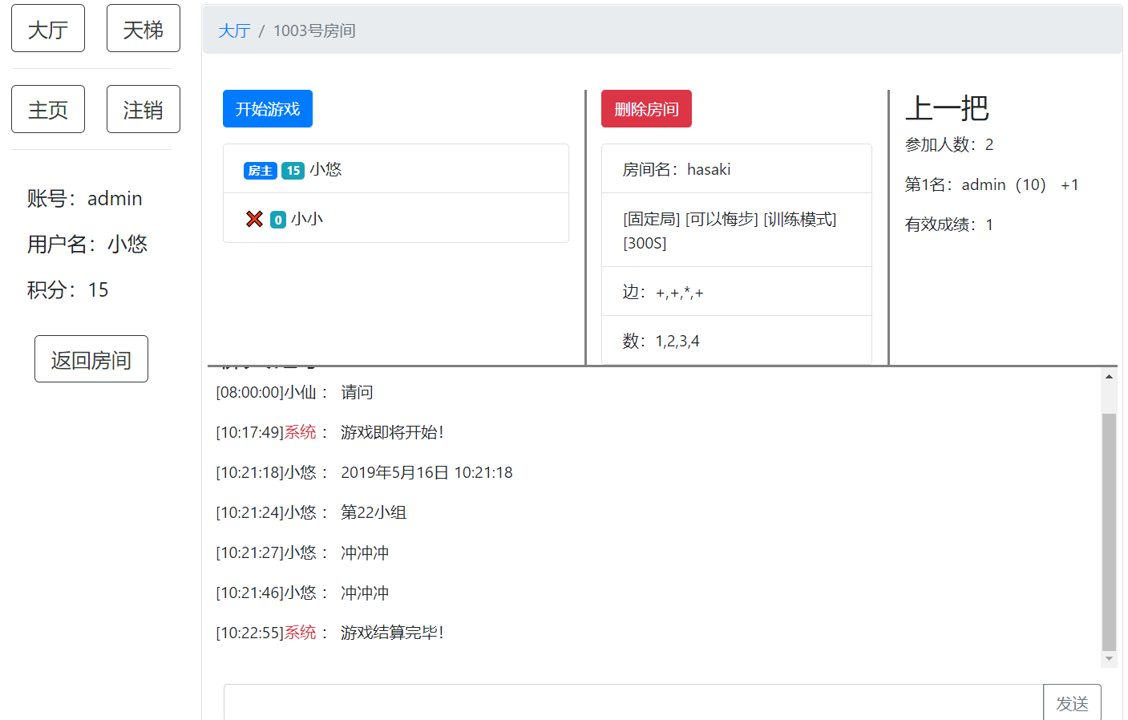 大厅
天梯
主页
注销
账号：admin
用户名：小悠
积分：15
返回房间
大厅 / 1003号房间
开始游戏
房主 15 小悠
0 小小
删除房间
房间名：hasaki
[固定局] [可以悔步] [训练模式]
[300S]
边：+,+,*,+
数：1,2,3,4
上一把
参加人数：2
第1名：admin（10） +1
有效成绩：1
[08:00:00]小仙： 请问
[10:17:49]系统： 游戏即将开始！
[10:21:18]小悠： 2019年5月16日 10:21:18
[10:21:24]小悠： 第22小组
[10:21:27]小悠： 冲冲冲
[10:21:46]小悠： 冲冲冲
[10:22:55]系统： 游戏结算完毕！
发送